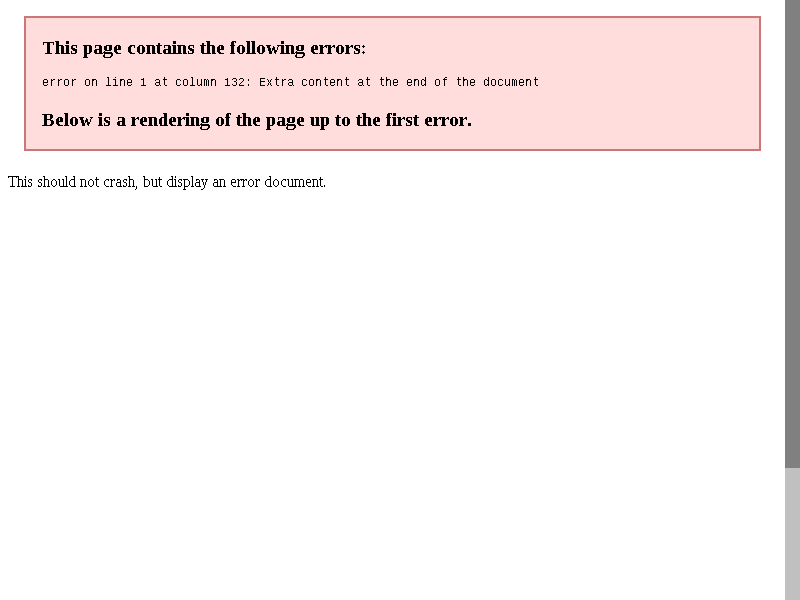 This page contains the following errors:
error on line 1 at column 132: Extra content at the end of the document
Below is a rendering of the page up to the first error.
This should not crash, but display an error document.